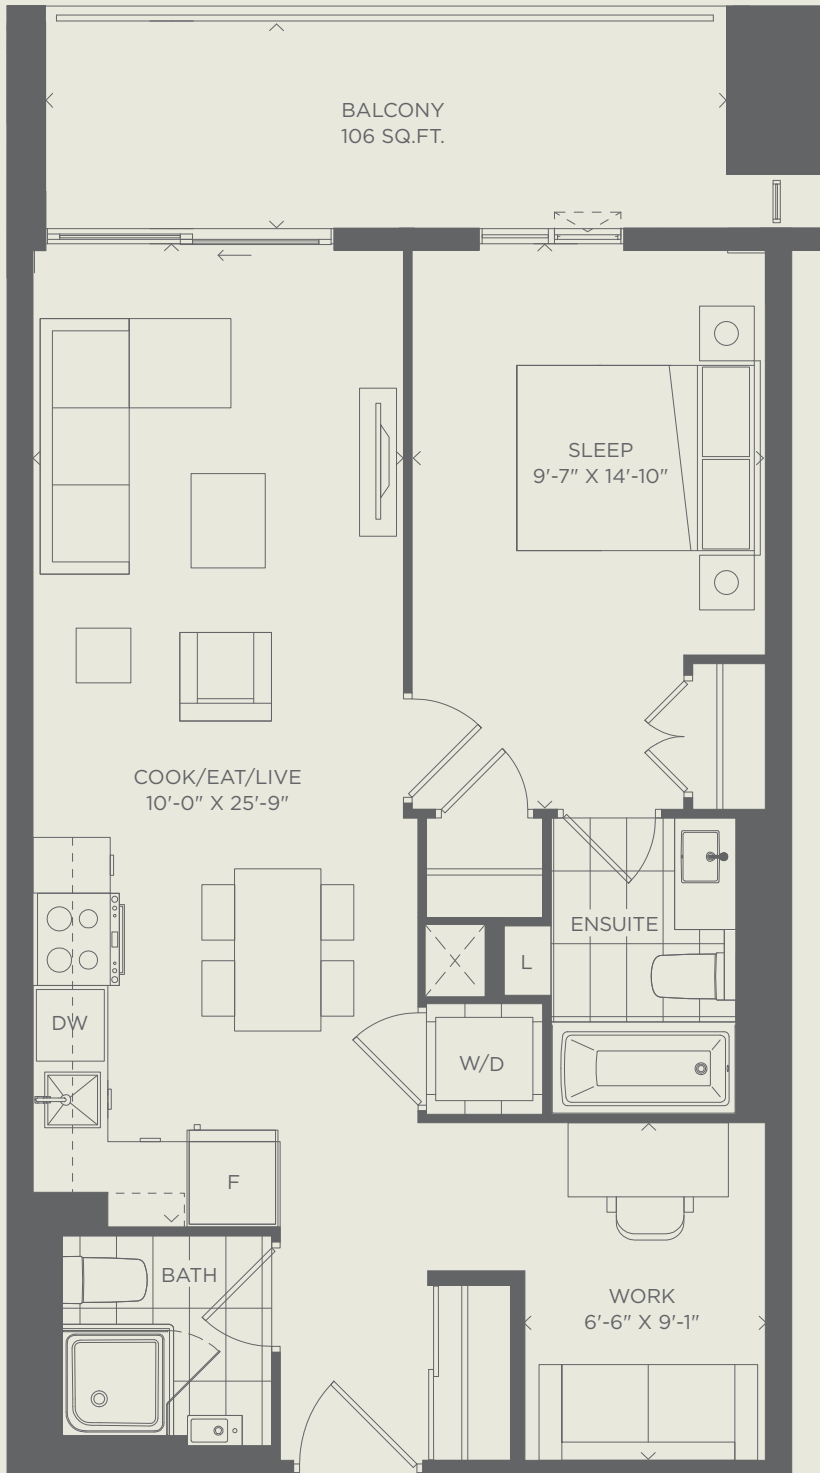 BALCONY
106 SQ.FT.
SLEEP
9'-7" X 14'-10"
COOK/EAT/LIVE
10'-0" X 25'-9"
ENSUITE
L
DW
W/D
F
BATH
WORK
6'-6" X 9'-1"